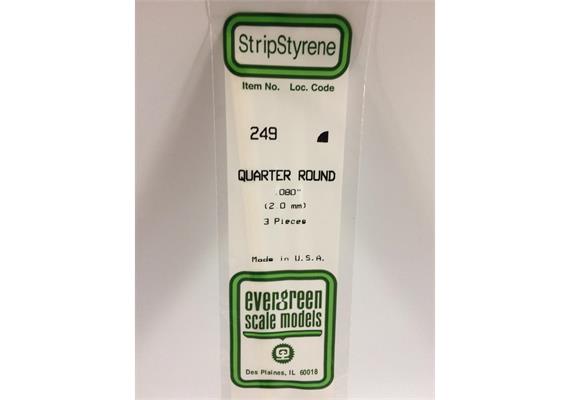 StripStyrene
Item No. Loc. Code
249
QUARTER ROUND
.080"
(2.0 mm)
3 Pieces
Made in U.S.A.
evergreen
scale models
Des Plaines, IL 60018